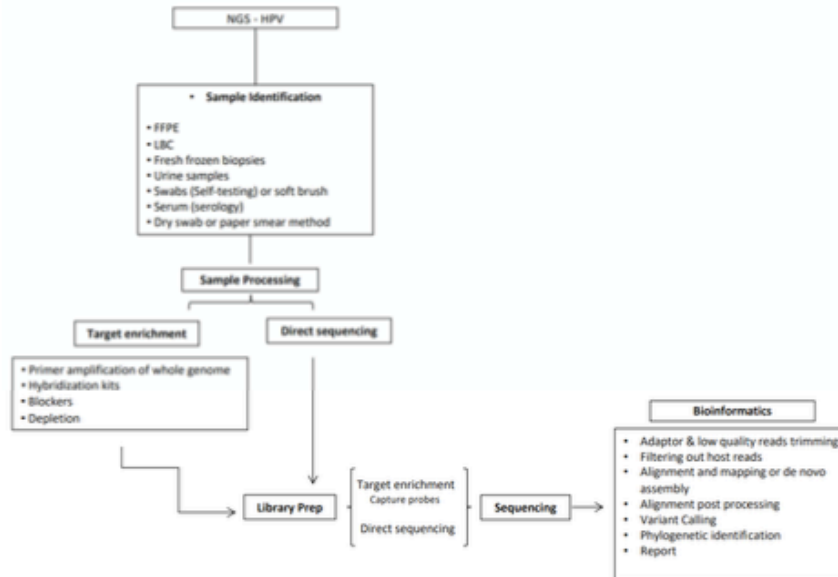 NGS - HPV
• Sample Identification
• FFPE
• LBC
• Fresh frozen biopsies
• Urine samples
• Swabs (Self-testing) or soft brush
• Serum (serology)
• Dry swab or paper smear method
Sample Processing
Target enrichment
Direct sequencing
• Primer amplification of whole genome
• Hybridization kits
• Blockers
• Depletion
Library Prep
Target enrichment
Capture probes
Direct sequencing
Sequencing
Bioinformatics
• Adaptor & low quality reads trimming
• Filtering out host reads
• Alignment and mapping or de novo
assembly
• Alignment post processing
• Variant Calling
• Phylogenetic identification
• Report